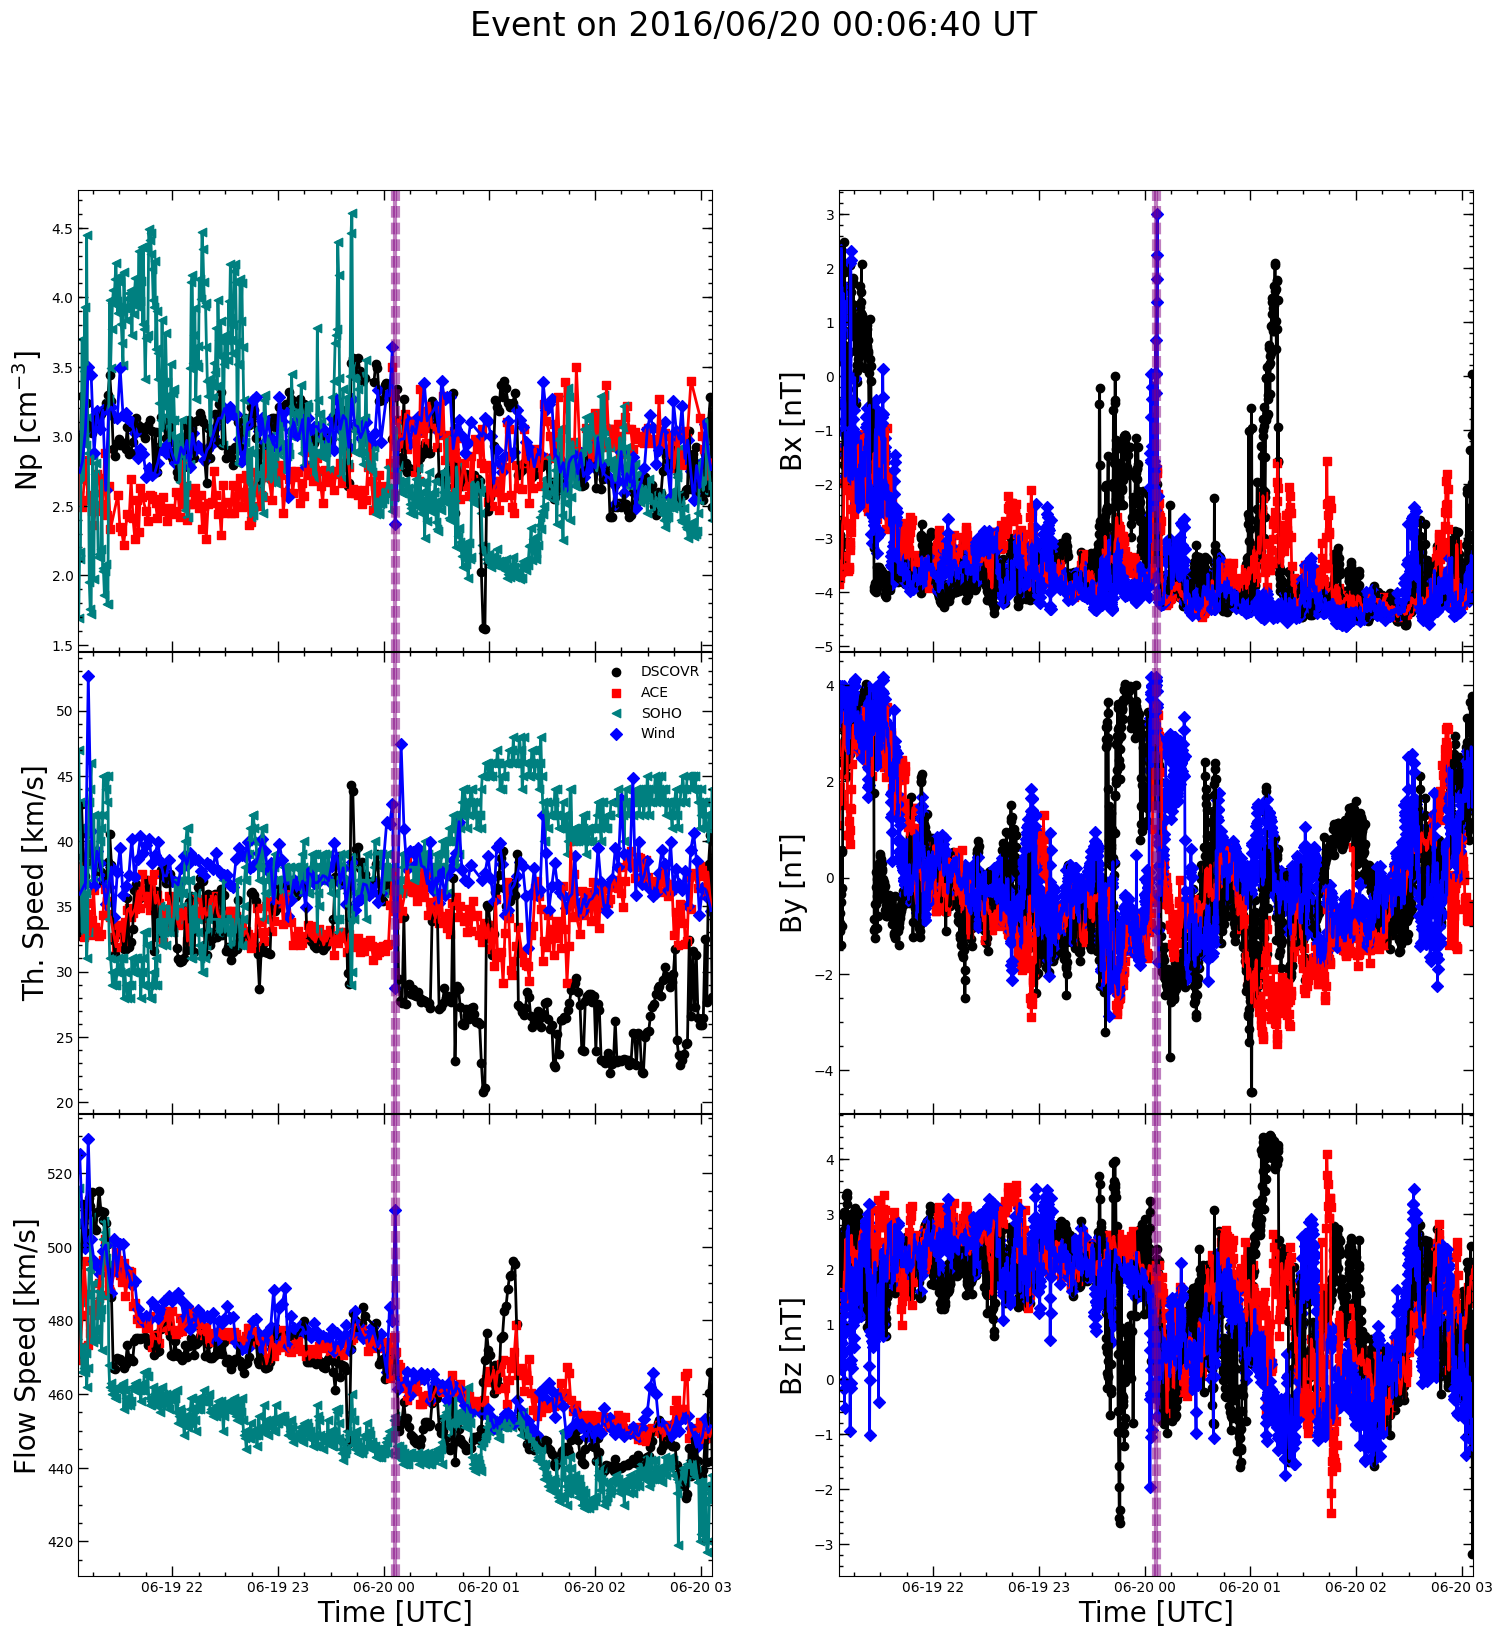 Event on 2016/06/20 00:06:40 UT
Np [cm⁻³]
4.5
4.0
3.5
3.0
2.5
2.0
1.5
Bx [nT]
3
2
1
0
−1
−2
−3
−4
−5
Th. Speed [km/s]
50
45
40
35
30
25
20
DSCOVR
ACE
SOHO
Wind
By [nT]
4
2
0
−2
−4
Flow Speed [km/s]
520
500
480
460
440
420
Bz [nT]
4
3
2
1
0
−1
−2
−3
06-19 22 06-19 23 06-20 00 06-20 01 06-20 02 06-20 03
Time [UTC]
06-19 22 06-19 23 06-20 00 06-20 01 06-20 02 06-20 03
Time [UTC]